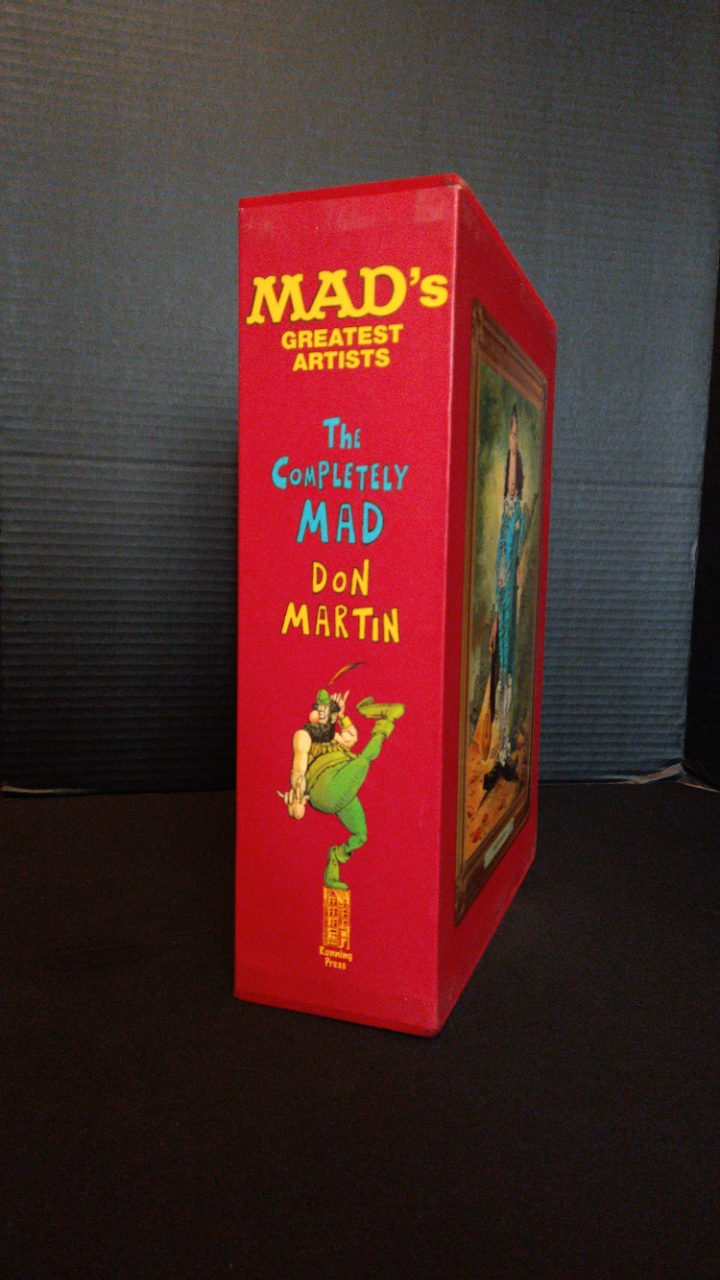 MAD's
GREATEST
ARTISTS
The
COMPLETELY
MAD
DON
MARTIN
Running
Press